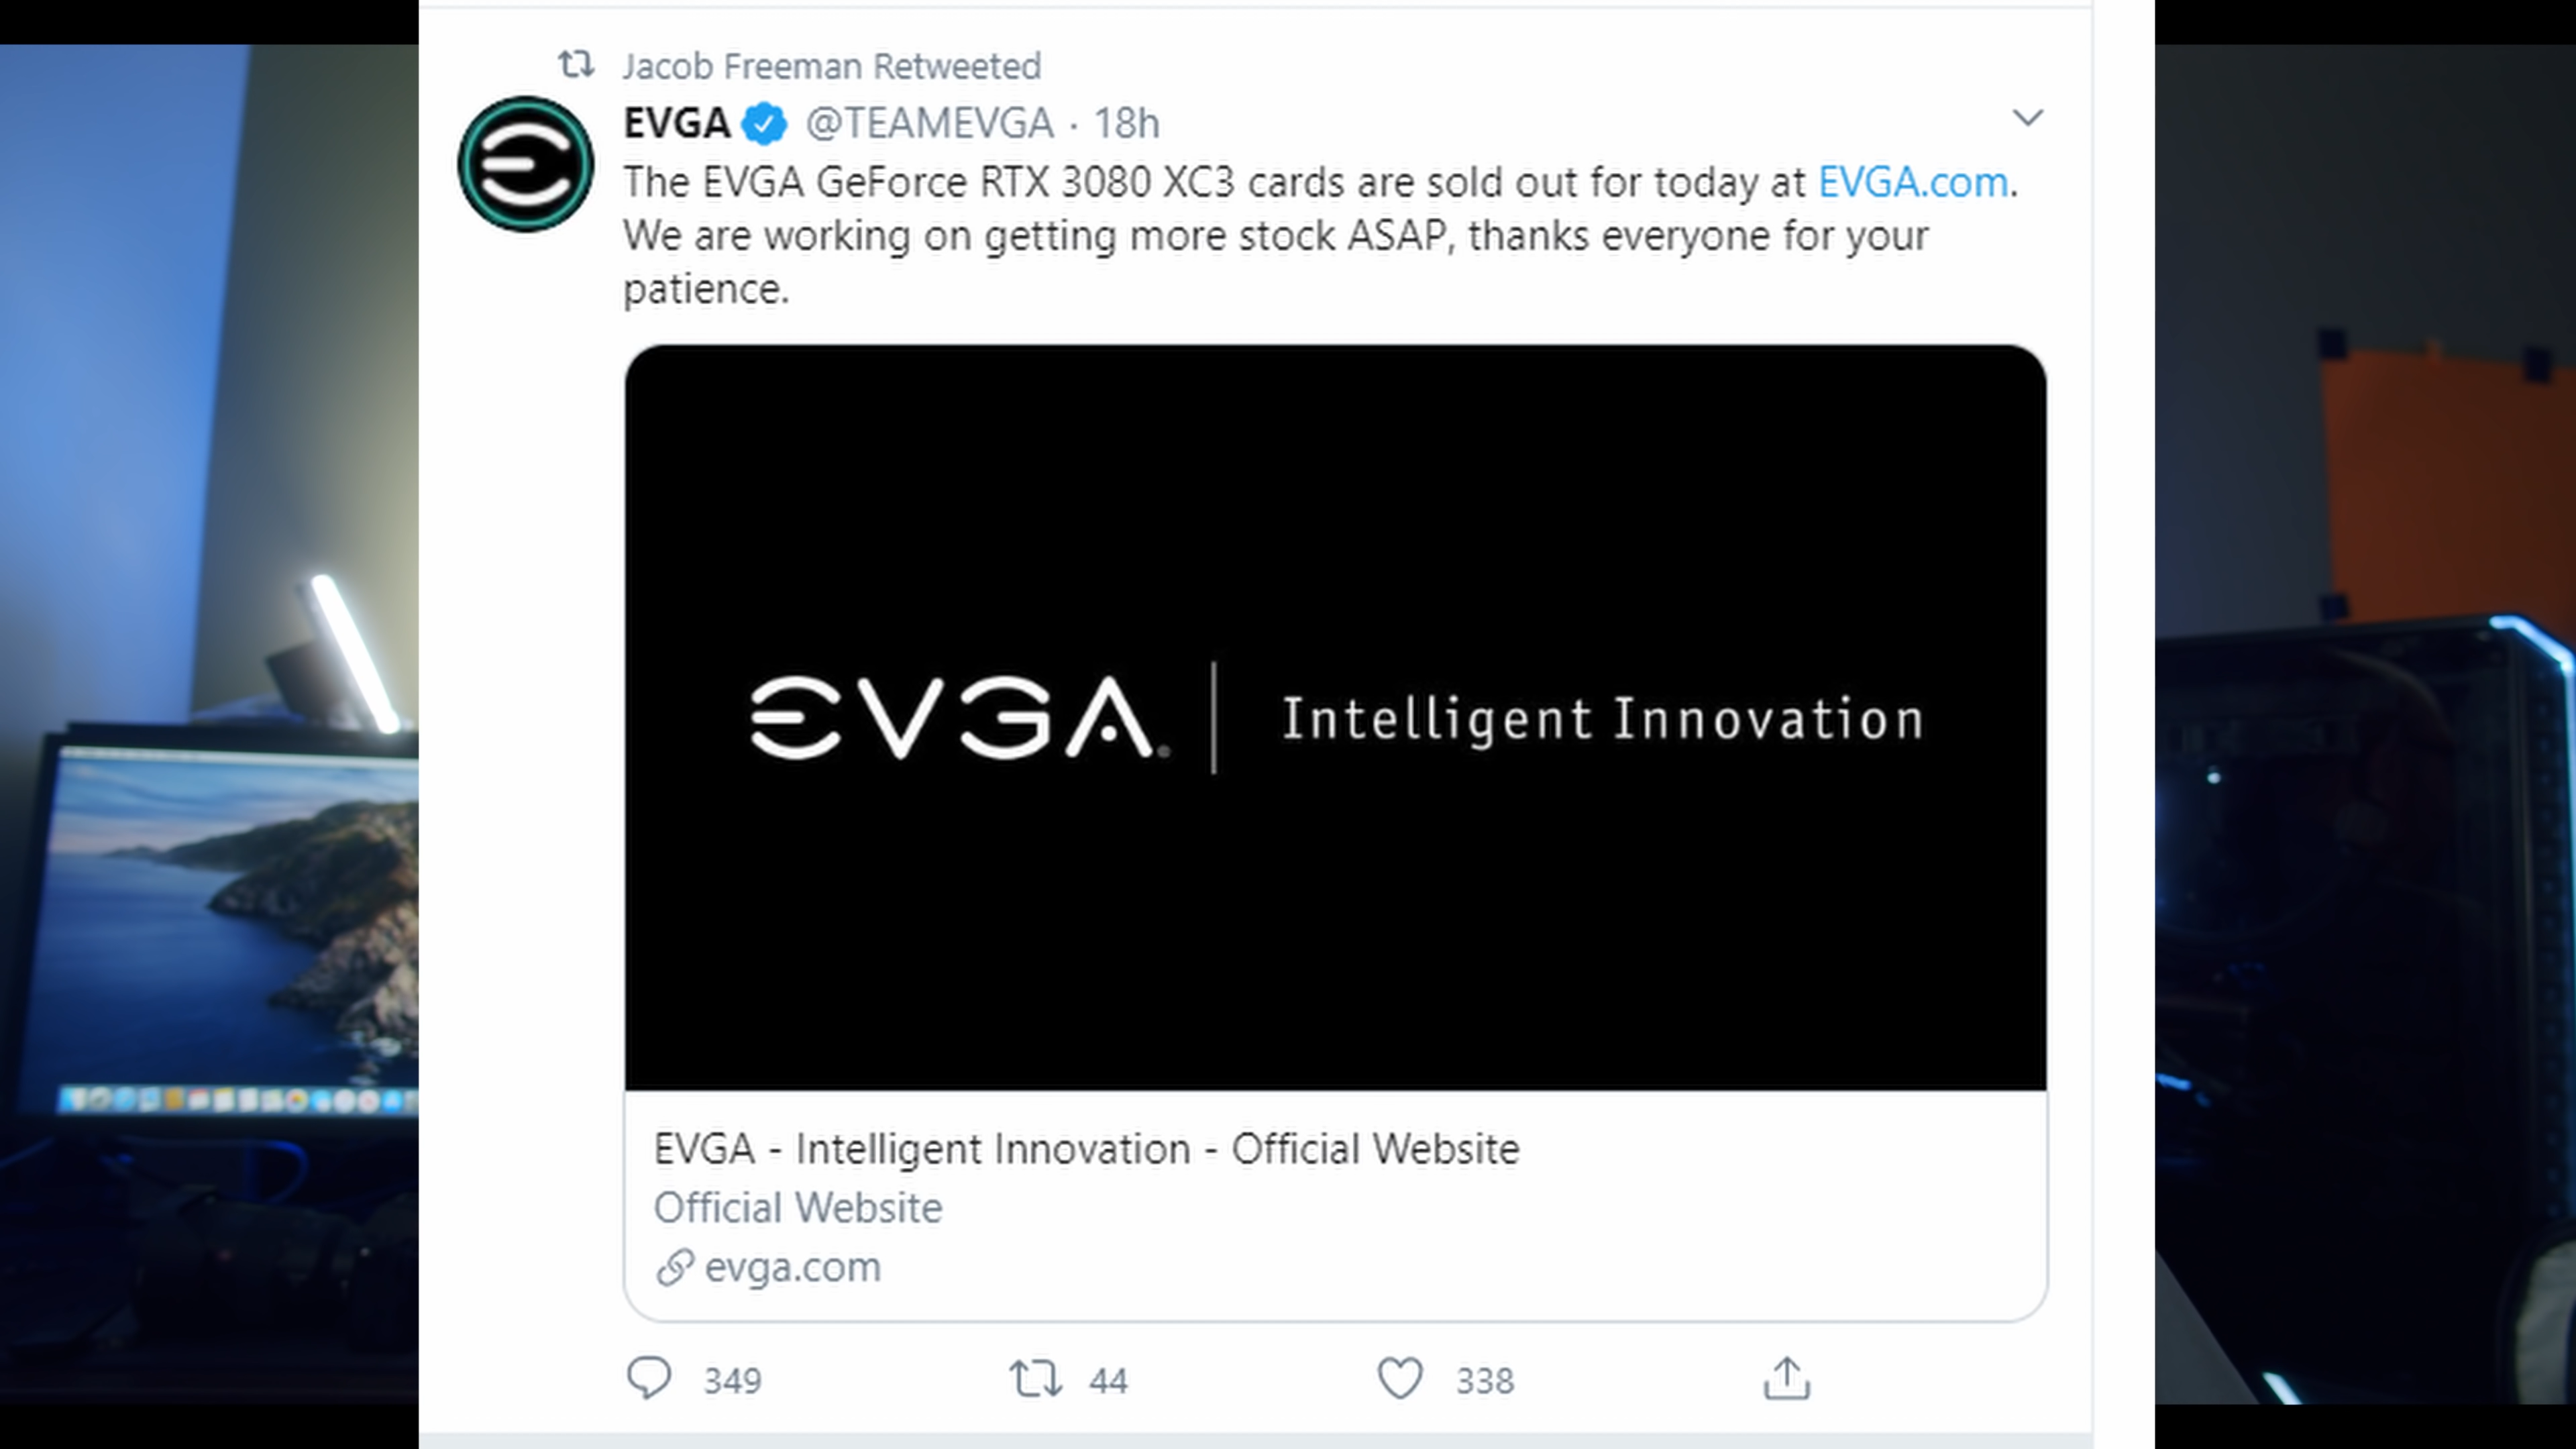 Jacob Freeman Retweeted
EVGA @TEAMEVGA · 18h
The EVGA GeForce RTX 3080 XC3 cards are sold out for today at EVGA.com.
We are working on getting more stock ASAP, thanks everyone for your
patience.
EVGA | Intelligent Innovation
EVGA - Intelligent Innovation - Official Website
Official Website
evga.com
349 44 338